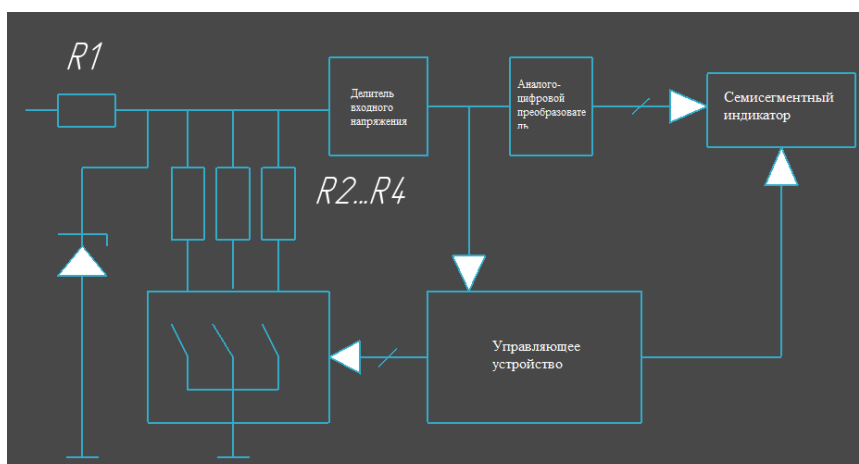 R1
Делитель
входного
напряжения
Аналого-
цифровой
преобразовате
ль
Семисегментный
индикатор
R2...R4
Управляющее
устройство